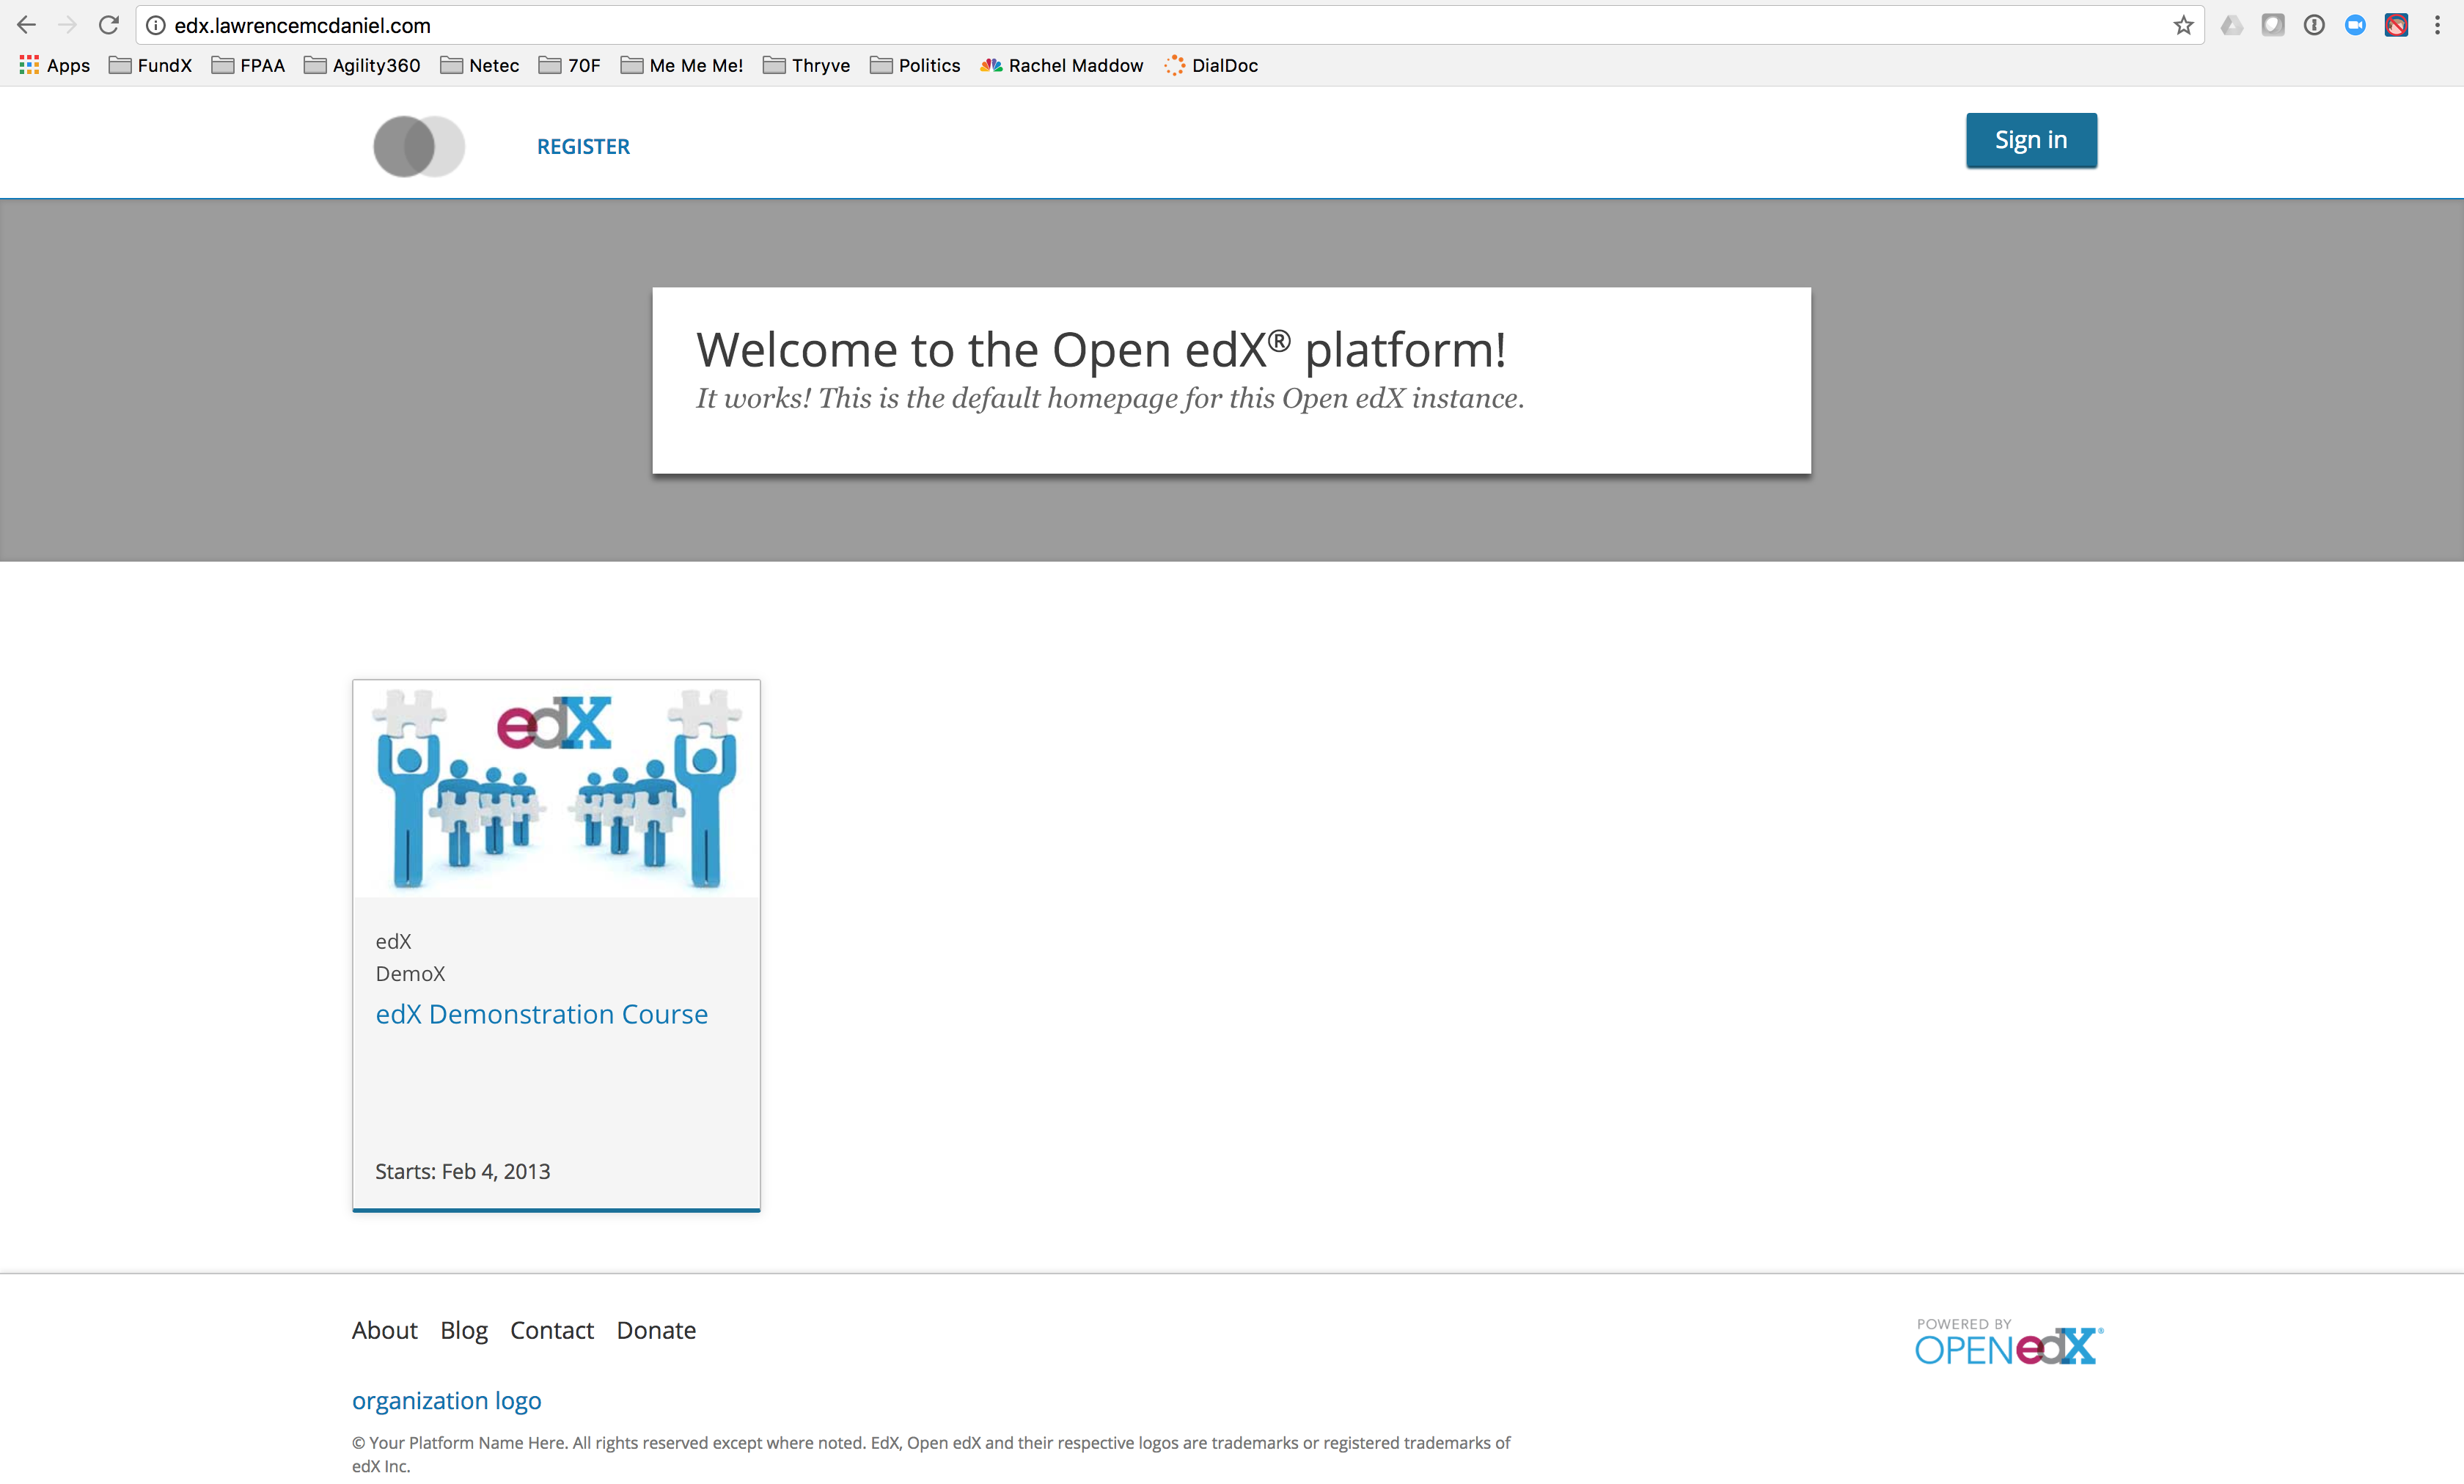 edx.lawrencemcdaniel.com
Apps FundX FPAA Agility360 Netec 70F Me Me Me! Thryve Politics Rachel Maddow DialDoc
REGISTER
Sign in
Welcome to the Open edX® platform!
It works! This is the default homepage for this Open edX instance.
edX
edX
DemoX
edX Demonstration Course
Starts: Feb 4, 2013
About Blog Contact Donate
POWERED BY
OPEN edX®
organization logo
© Your Platform Name Here. All rights reserved except where noted. EdX, Open edX and their respective logos are trademarks or registered trademarks of
edX Inc.